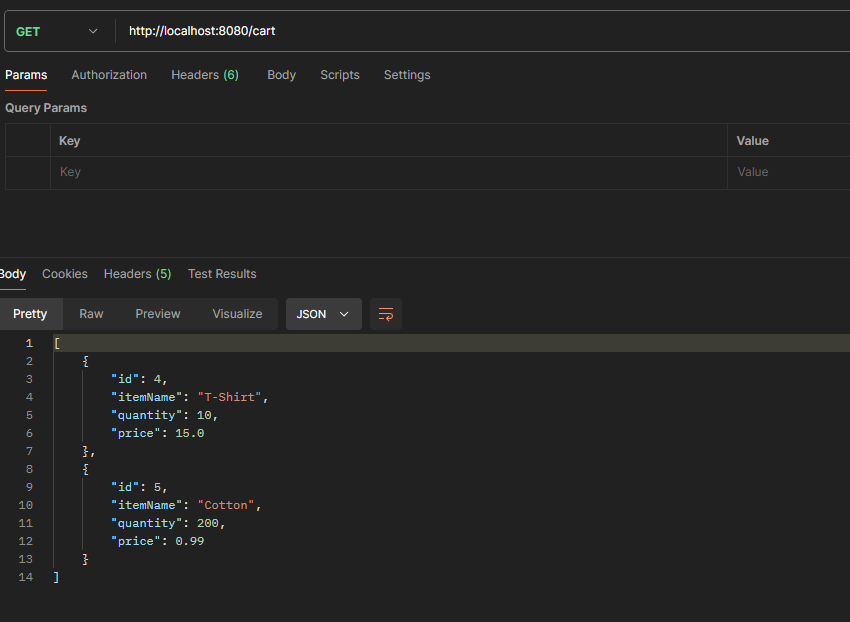 GET http://localhost:8080/cart
Params Authorization Headers (6) Body Scripts Settings
Query Params
Key Value
Key Value
Body Cookies Headers (5) Test Results
Pretty Raw Preview Visualize JSON
1 [
2 {
3 "id": 4,
4 "itemName": "T-Shirt",
5 "quantity": 10,
6 "price": 15.0
7 },
8 {
9 "id": 5,
10 "itemName": "Cotton",
11 "quantity": 200,
12 "price": 0.99
13 }
14 ]